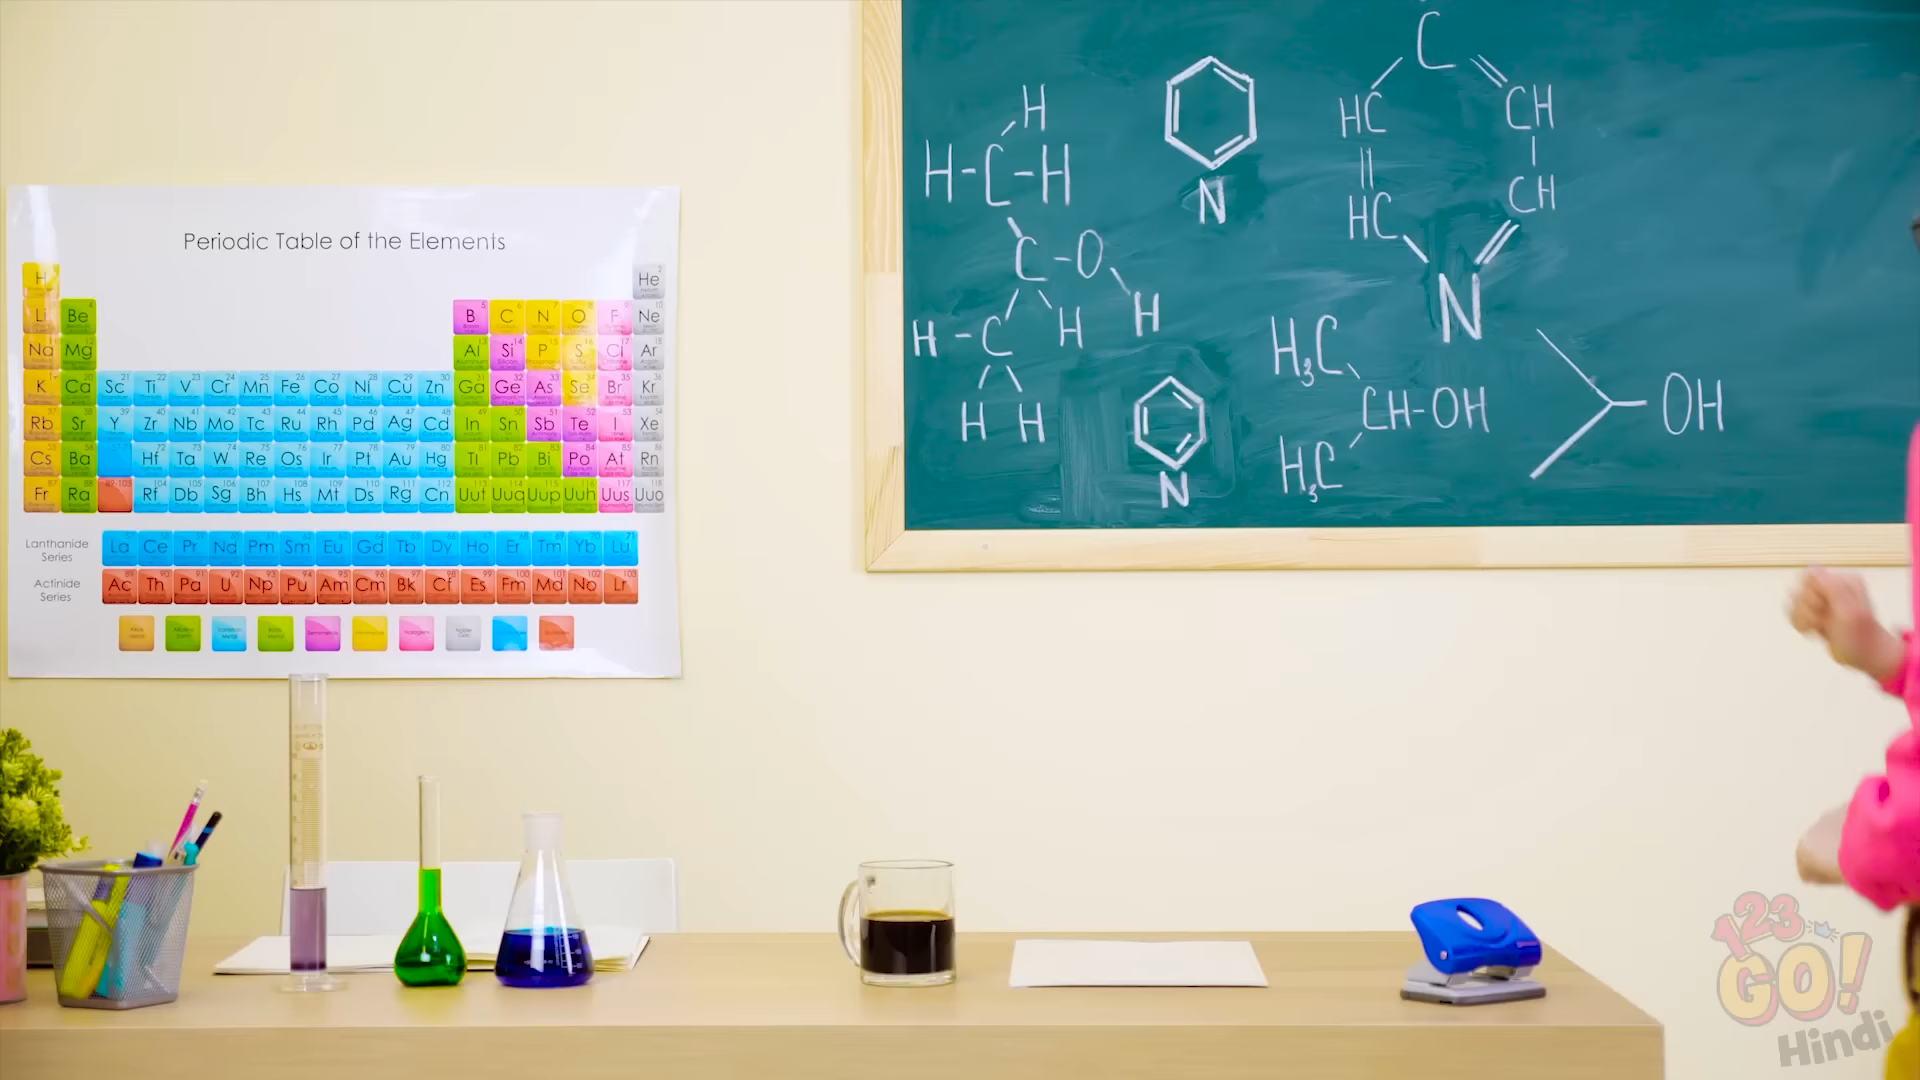 Periodic Table of the Elements
H He
Li Be B C N O F Ne
Na Mg Al Si P S Cl Ar
K Ca Sc Ti V Cr Mn Fe Co Ni Cu Zn Ga Ge As Se Br Kr
Rb Sr Y Zr Nb Mo Tc Ru Rh Pd Ag Cd In Sn Sb Te I Xe
Cs Ba Hf Ta W Re Os Ir Pt Au Hg Tl Pb Bi Po At Rn
Fr Ra 89-103 Rf Db Sg Bh Hs Mt Ds Rg Cn Uut Uuq Uup Uuh Uus Uuo
Lanthanide
Series
La Ce Pr Nd Pm Sm Eu Gd Tb Dy Ho Er Tm Yb Lu
Actinide
Series
Ac Th Pa U Np Pu Am Cm Bk Cf Es Fm Md No Lr
H
H-C-H
C-O
H
H-C H
H H
N
N
C
HC CH
HC CH
N
H₃C
CH-OH
H₃C
OH
123
GO!
Hindi